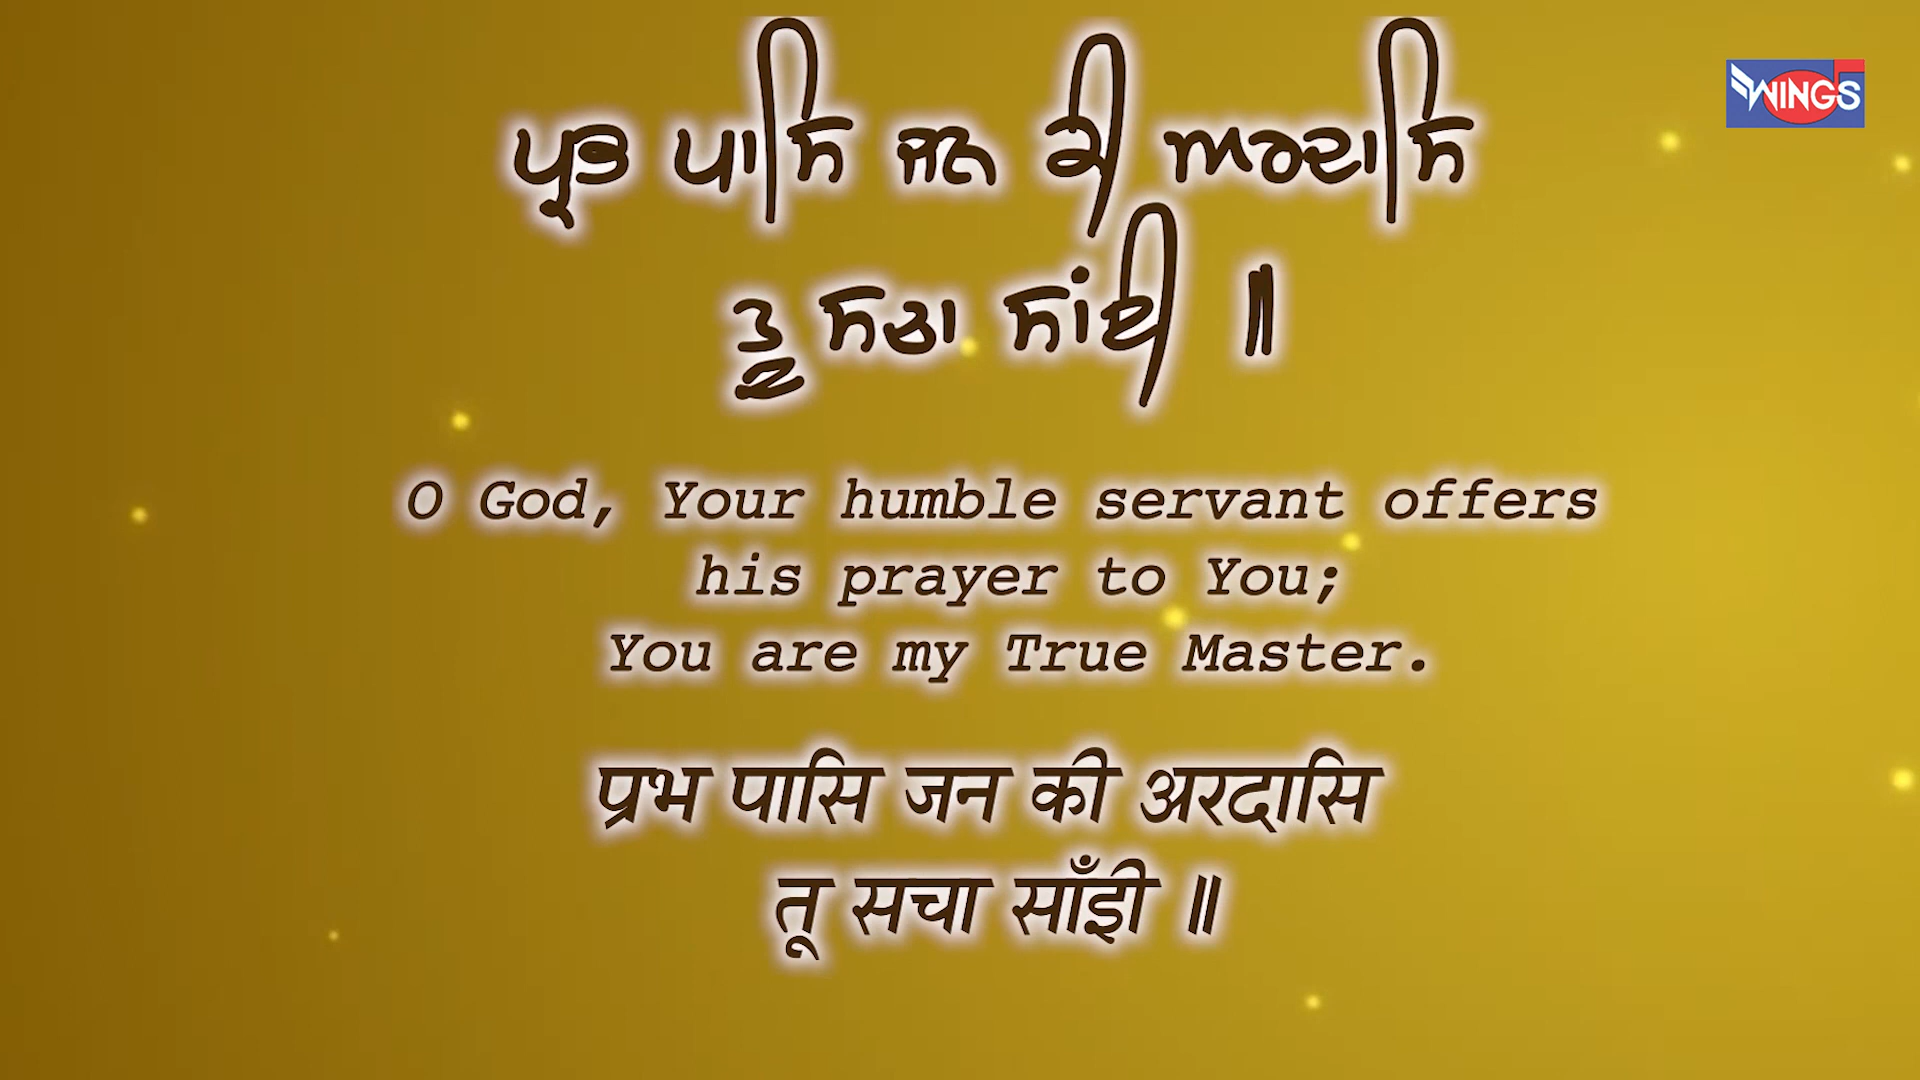 WINGS
ਪ੍ਰਭ ਪਾਸਿ ਜਨ ਕੀ ਅਰਦਾਸਿ
ਤੂ ਸਚਾ ਸਾਂਈ ॥
O God, Your humble servant offers
his prayer to You;
You are my True Master.
प्रभ पासि जन की अरदासि
तू सचा साँइी ॥